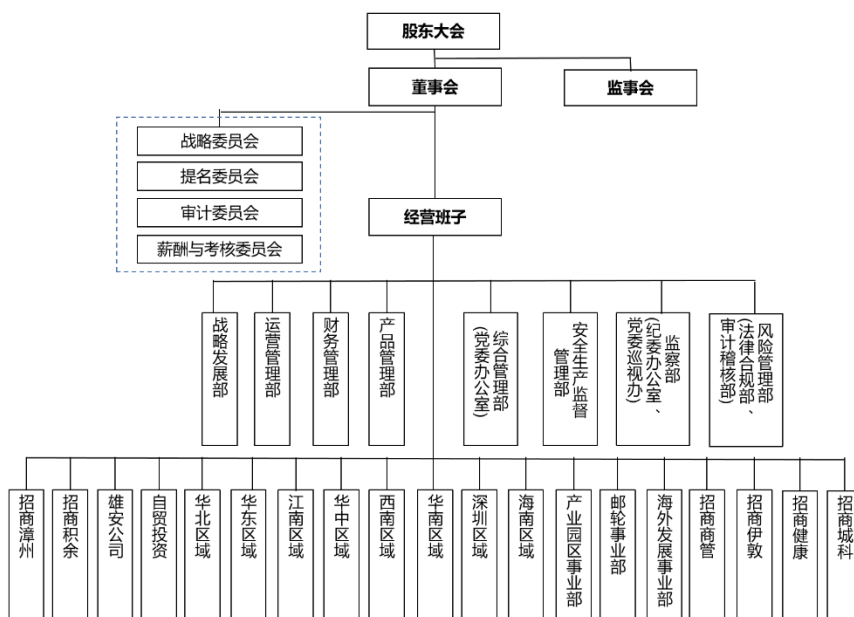 股东大会
董事会
监事会
战略委员会
提名委员会
审计委员会
薪酬与考核委员会
经营班子
战略发展部
运营管理部
财务管理部
产品管理部
综合管理部
(党委办公室)
安全生产监督
管理部
监察部
(纪委办公室、
党委巡视办)
风险管理部
(法律合规部、
审计稽核部)
招商漳州
招商积余
雄安公司
自贸投资
华北区域
华东区域
江南区域
华中区域
西南区域
华南区域
深圳区域
海南区域
产业园区事业部
邮轮事业部
海外发展事业部
招商商管
招商伊敦
招商健康
招商城科